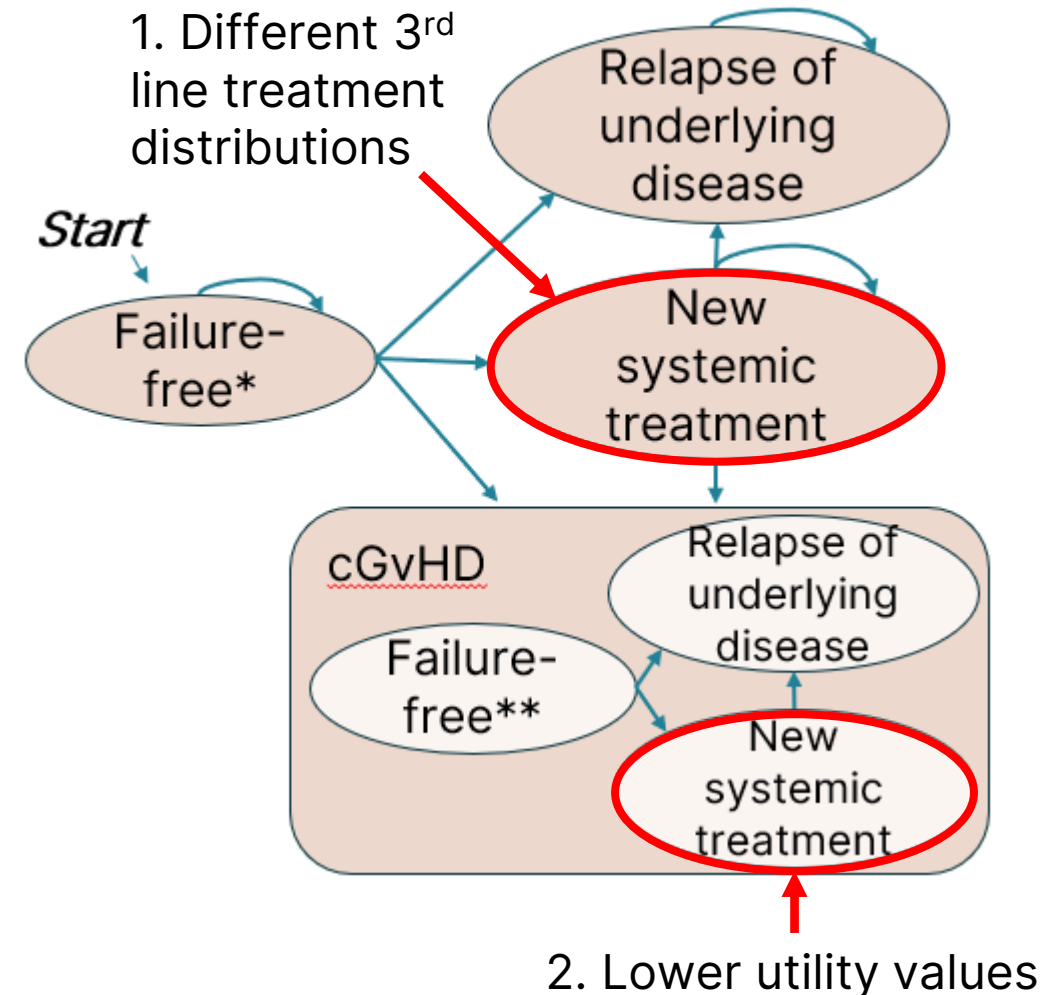 1. Different 3rd
line treatment
distributions
Relapse of
underlying
disease
Start
Failure-
free*
New
systemic
treatment
cGvHD
Relapse of
underlying
disease
Failure-
free**
New
systemic
treatment
2. Lower utility values